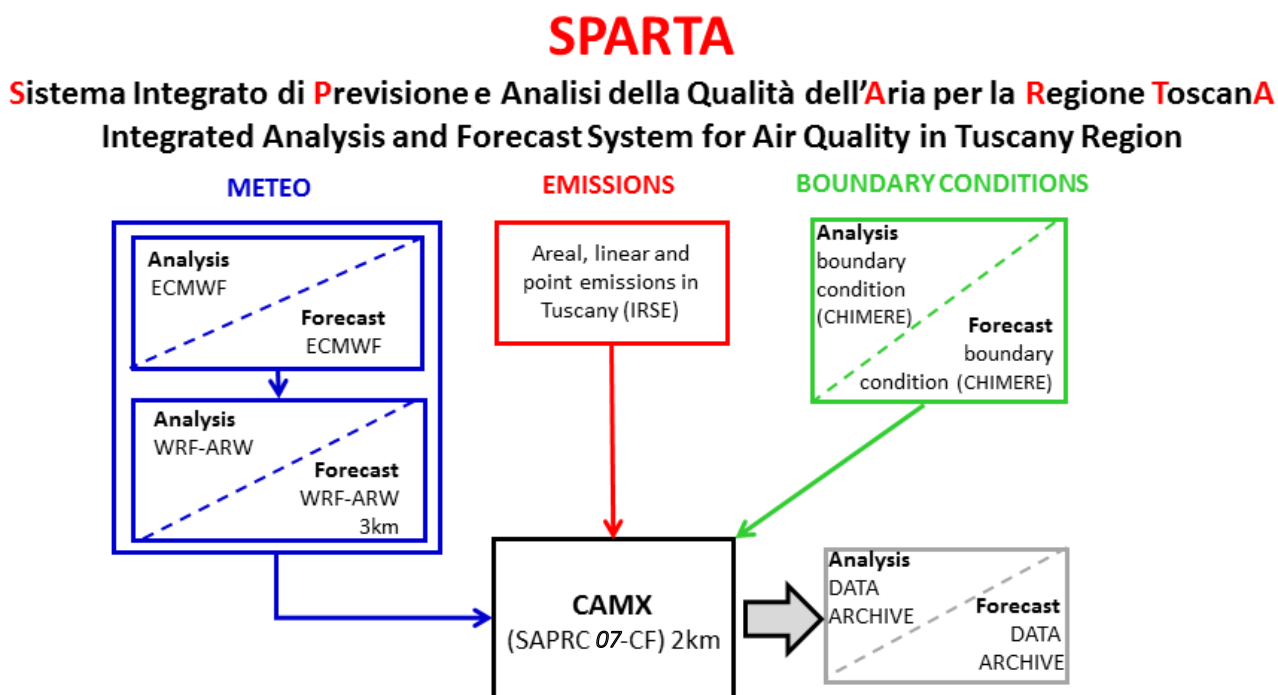 SPARTA
Sistema Integrato di Previsione e Analisi della Qualità dell'Aria per la Regione ToscanA
Integrated Analysis and Forecast System for Air Quality in Tuscany Region
METEO
EMISSIONS
BOUNDARY CONDITIONS
Analysis
ECMWF
Forecast
ECMWF
Analysis
WRF-ARW
Forecast
WRF-ARW
3km
Areal, linear and
point emissions in
Tuscany (IRSE)
Analysis
boundary
condition
(CHIMERE)
Forecast
boundary
condition (CHIMERE)
CAMX
(SAPRC 07-CF) 2km
Analysis
DATA
ARCHIVE
Forecast
DATA
ARCHIVE